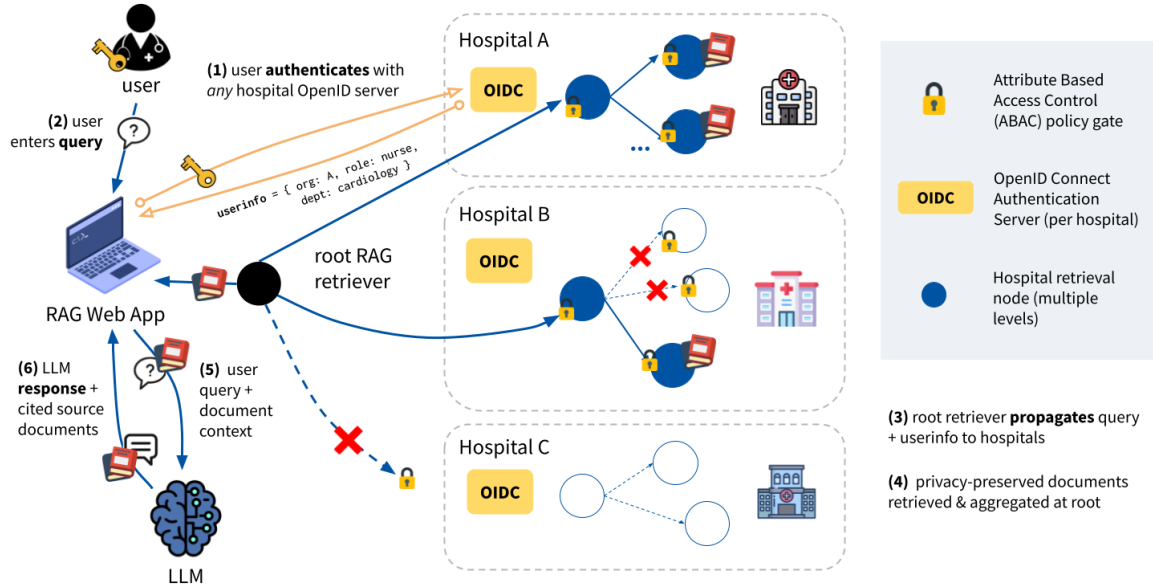 user
(1) user authenticates with
any hospital OpenID server
(2) user
enters query
userinfo = { org: A, role: nurse,
dept: cardiology }
root RAG
retriever
RAG Web App
(6) LLM
response +
cited source
documents
(5) user
query +
document
context
LLM
Hospital A
OIDC
...
Hospital B
OIDC
Hospital C
OIDC
Attribute Based
Access Control
(ABAC) policy
gate
OIDC
OpenID Connect
Authentication
Server (per hospital)
Hospital retrieval
node (multiple
levels)
(3) root retriever propagates query
+ userinfo to hospitals
(4) privacy-preserved documents
retrieved & aggregated at root